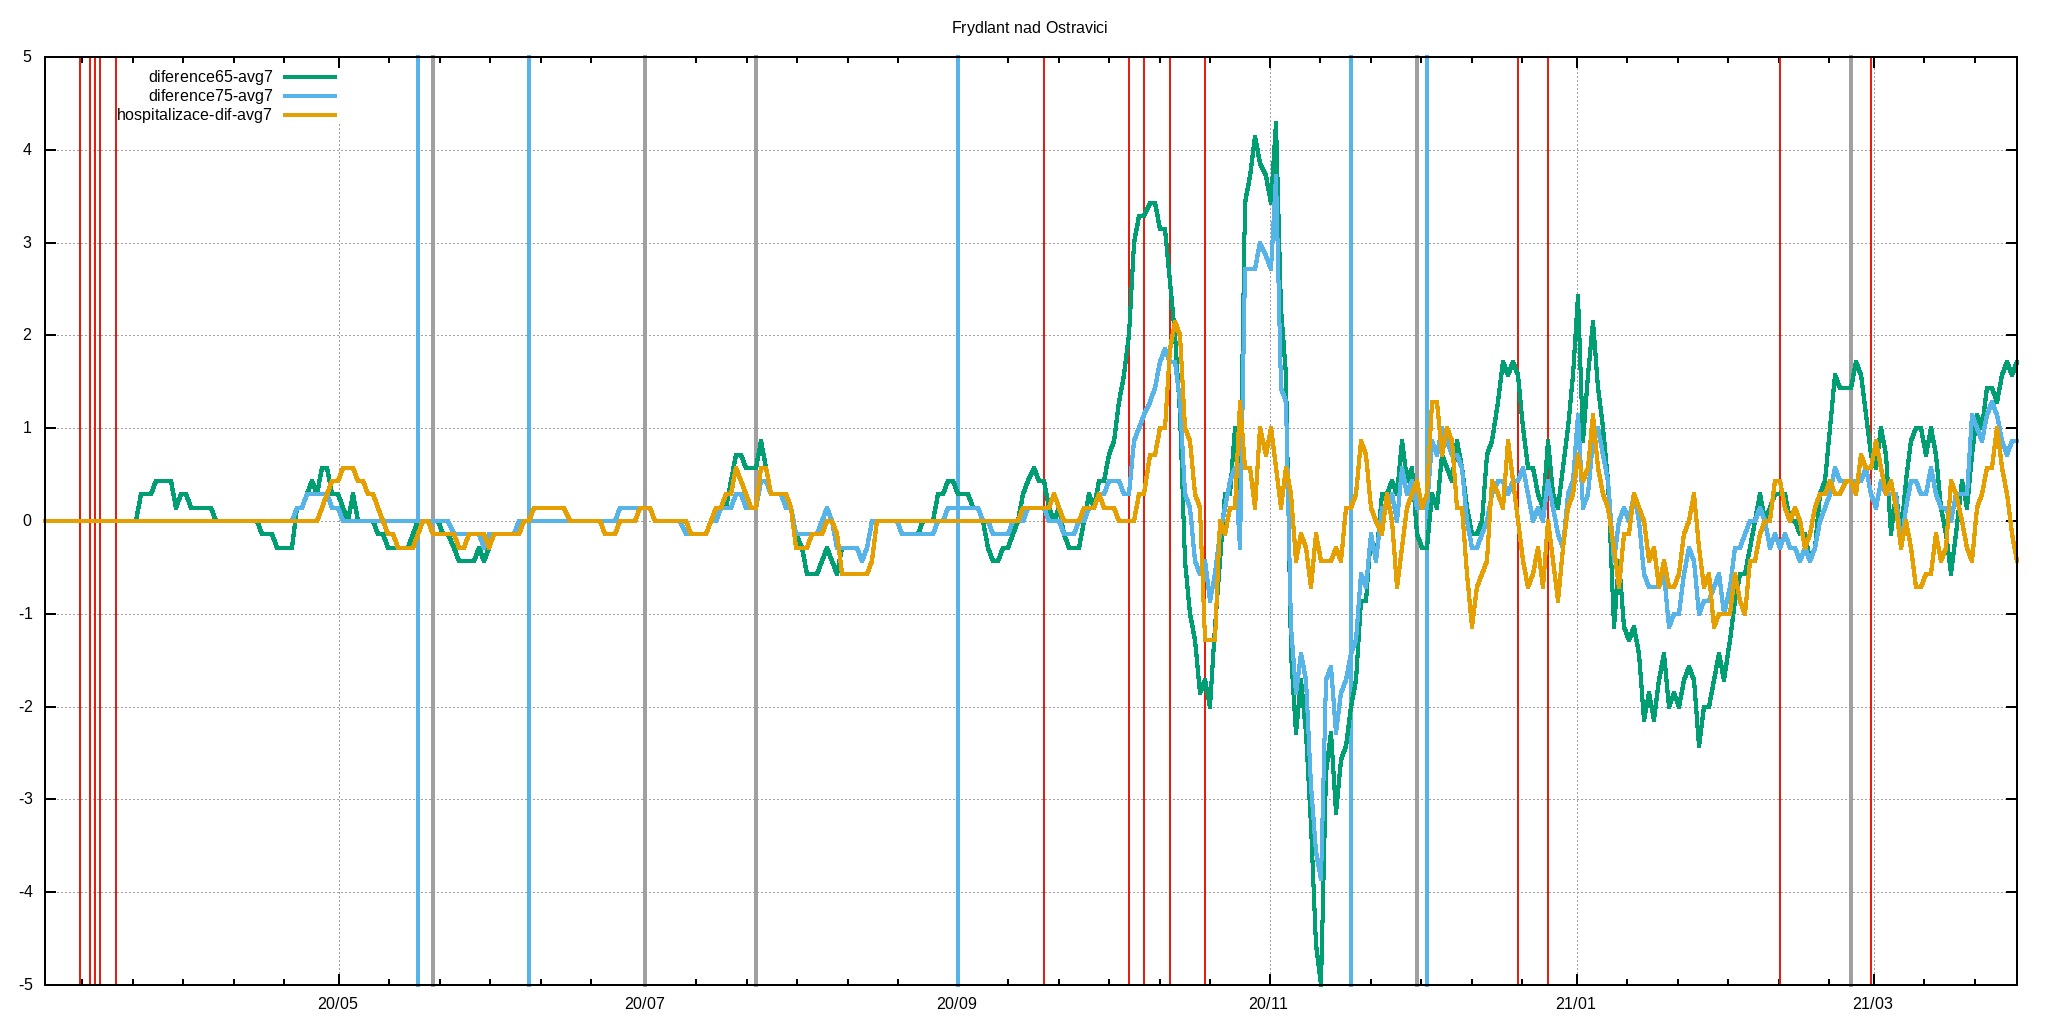 Frydlant nad Ostravici
diference65-avg7
diference75-avg7
hospitalizace-dif-avg7
5
4
3
2
1
0
-1
-2
-3
-4
-5
20/05 20/07 20/09 20/11 21/01 21/03